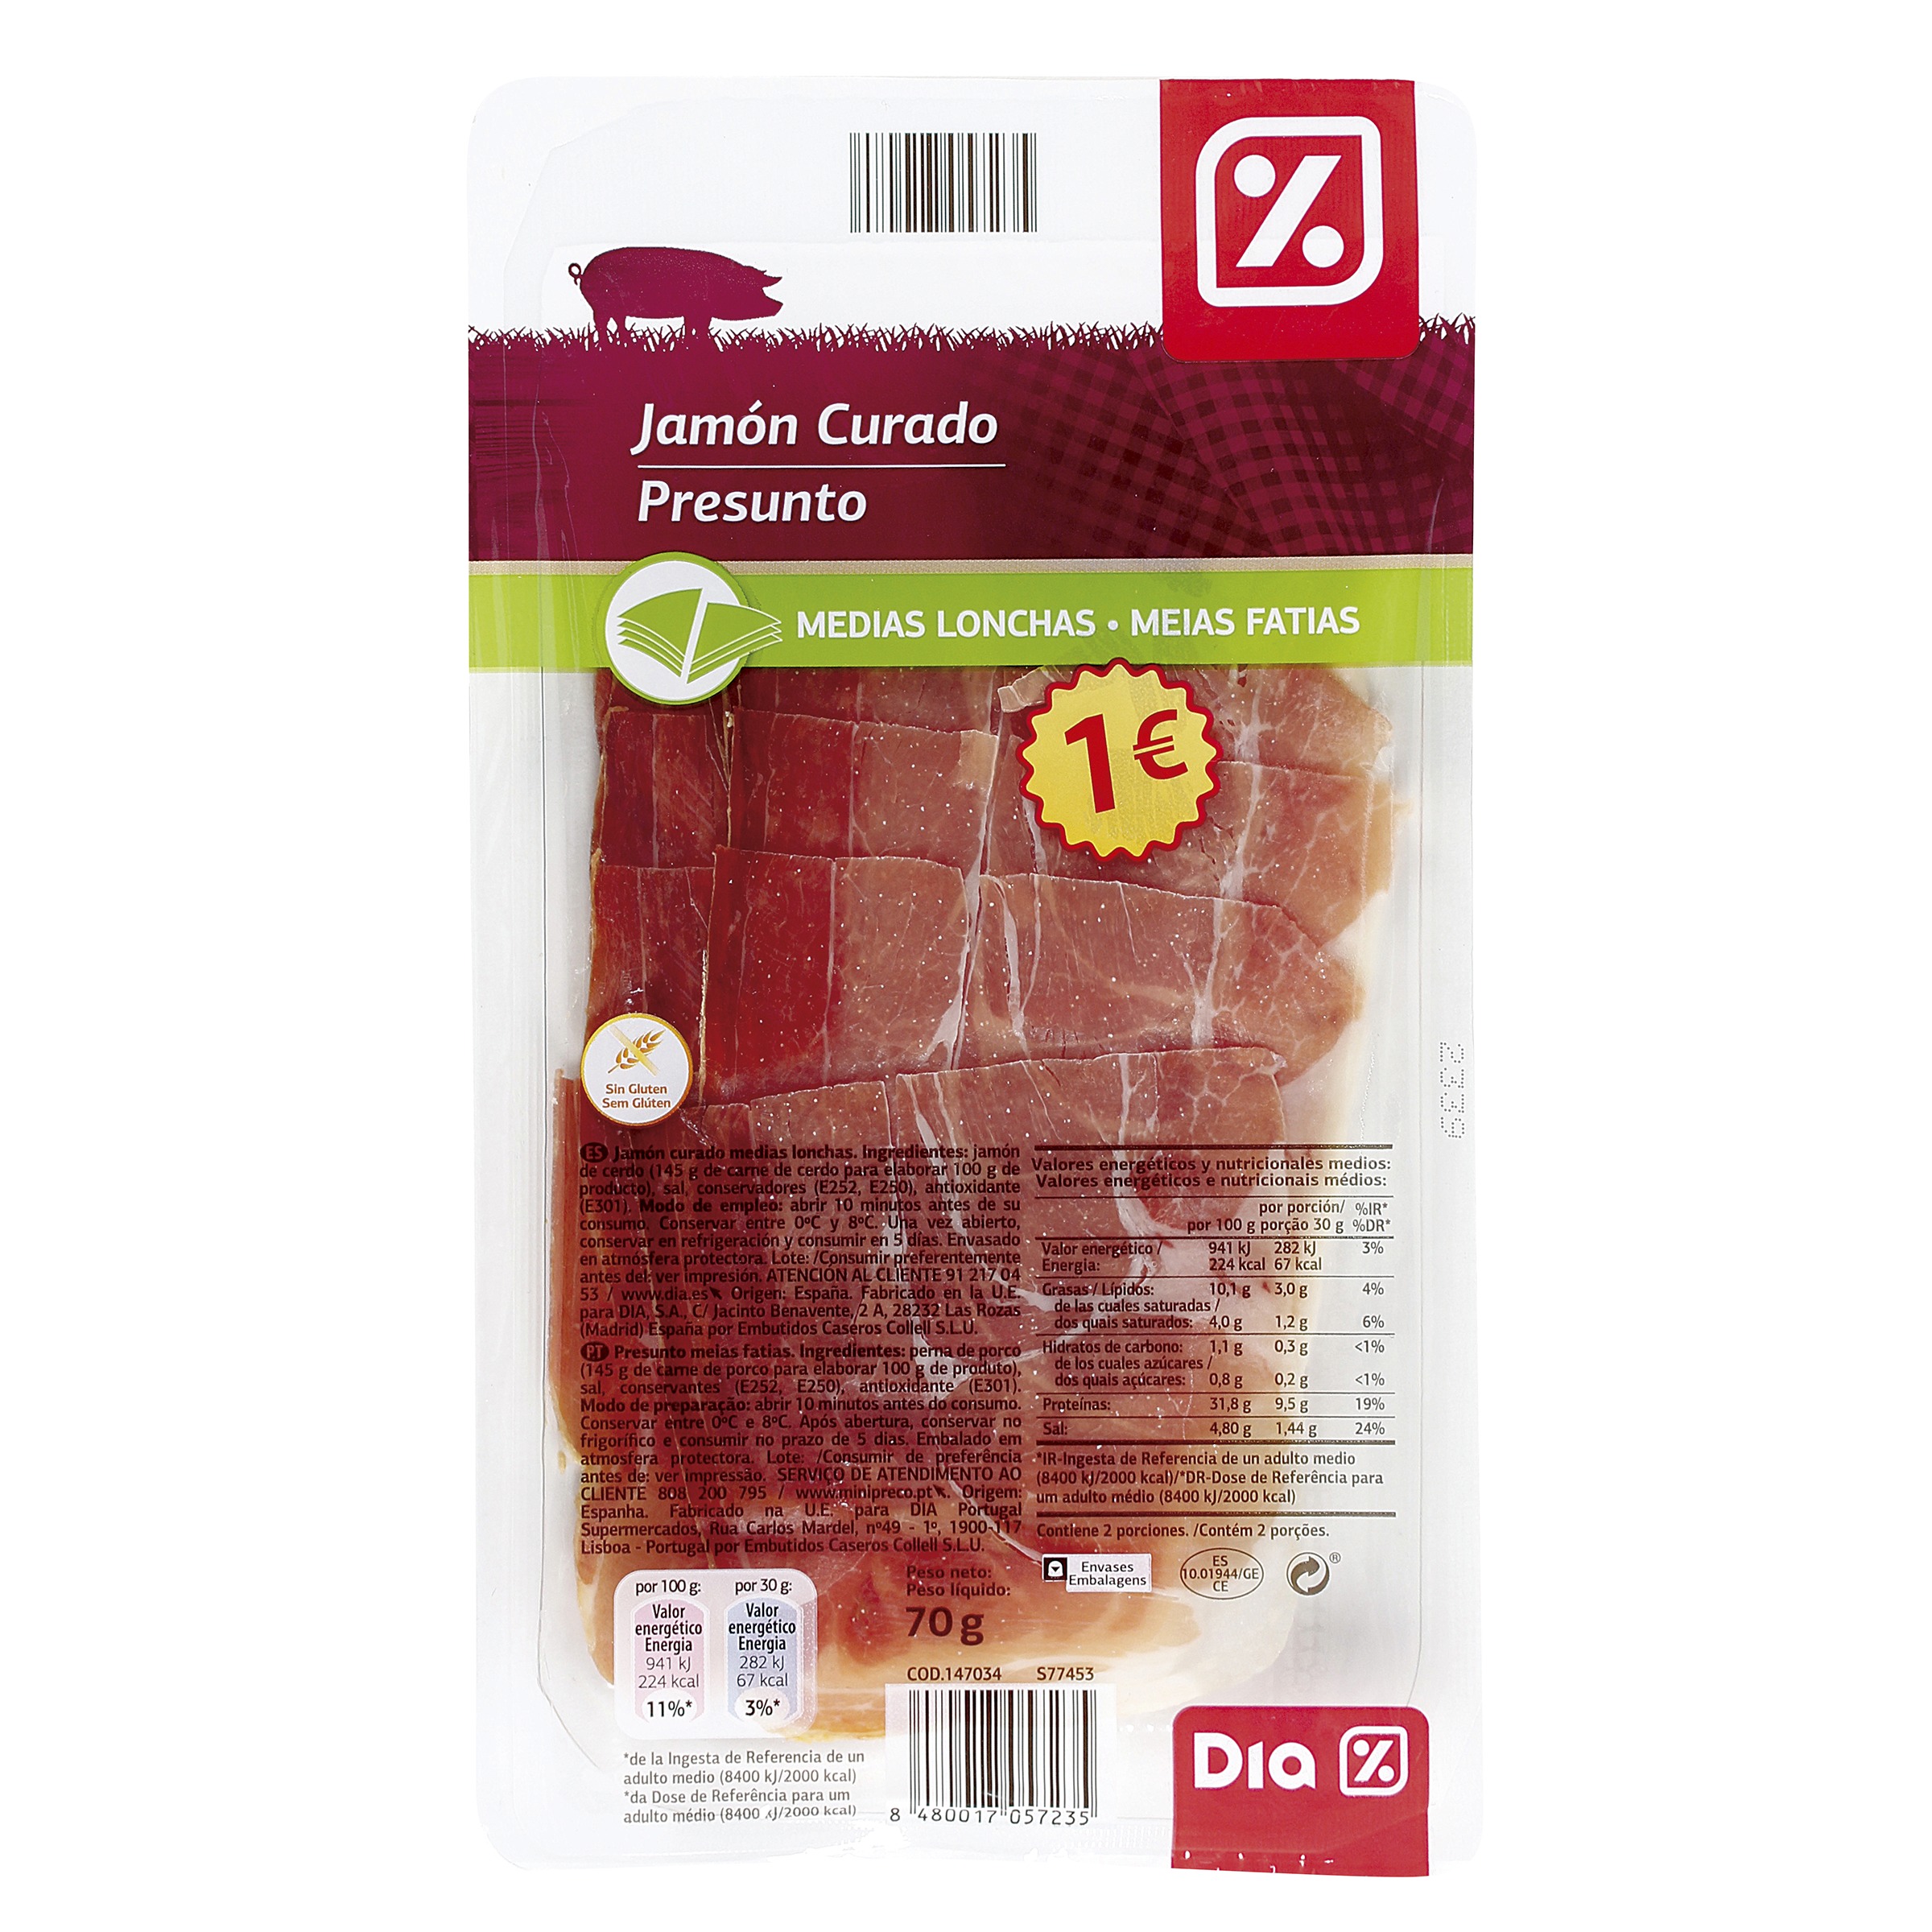 Jamón Curado
Presunto
MEDIAS LONCHAS • MEIAS FATIAS
1€
Sin Gluten
Sem Glúten
ES Jamón curado medias lonchas. Ingredientes: jamón
de cerdo (145 g de carne de cerdo para elaborar 100 g de
producto), sal, conservadores (E252, E250), antioxidante
(E301). Modo de empleo: abrir 10 minutos antes de su
consumo. Conservar entre 0ºC y 8ºC. Una vez abierto,
conservar en refrigeración y consumir en 5 días. Envasado
en atmósfera protectora. Lote: /Consumir preferentemente
antes del: ver impresión. ATENCIÓN AL CLIENTE 91 217 04
53 / www.dia.es Origen: España. Fabricado en la U.E.
para DIA, S.A., C/ Jacinto Benavente, 2 A, 28232 Las Rozas
(Madrid) España por Embutidos Caseros Collell S.L.U.
PT Presunto meias fatias. Ingredientes: perna de porco
(145 g de carne de porco para elaborar 100 g de produto),
sal, conservantes (E252, E250), antioxidante (E301).
Modo de preparação: abrir 10 minutos antes do consumo.
Conservar entre 0ºC e 8ºC. Após abertura, conservar no
frigorífico e consumir no prazo de 5 dias. Embalado em
atmosfera protectora. Lote: /Consumir de preferência
antes de: ver impressão. SERVIÇO DE ATENDIMENTO AO
CLIENTE 808 200 795 / www.minipreco.pt. Origem:
Espanha. Fabricado na U.E. para DIA Portugal
Supermercados, Rua Carlos Mardel, nº49 - 1º, 1900-117
Lisboa - Portugal por Embutidos Caseros Collell S.L.U.
Valores energéticos y nutricionales medios:
Valores energéticos e nutricionais médios:
por porción/ %IR*
por 100 g porção 30 g %DR*
Valor energético / 941 kJ 282 kJ 3%
Energia: 224 kcal 67 kcal
Grasas / Lípidos: 10,1 g 3,0 g 4%
de las cuales saturadas /
dos quais saturados: 4,0 g 1,2 g 6%
Hidratos de carbono: 1,1 g 0,3 g <1%
de los cuales azúcares /
dos quais açúcares: 0,8 g 0,2 g <1%
Proteínas: 31,8 g 9,5 g 19%
Sal: 4,80 g 1,44 g 24%
*IR-Ingesta de Referencia de un adulto medio
(8400 kJ/2000 kcal)/*DR-Dose de Referência para
um adulto médio (8400 kJ/2000 kcal)
Contiene 2 porciones. /Contém 2 porções.
Envases
Embalagens
ES
10.01944/GE
CE
®
23339
Peso neto:
Peso líquido:
70 g
COD.147034 S77453
por 100 g: por 30 g:
Valor Valor
energético energético
Energia Energia
941 kJ 282 kJ
224 kcal 67 kcal
11%* 3%*
*de la Ingesta de Referencia de un
adulto medio (8400 kJ/2000 kcal)
*da Dose de Referência para um
adulto médio (8400 kJ/2000 kcal)
8 480017 057235
DIA %